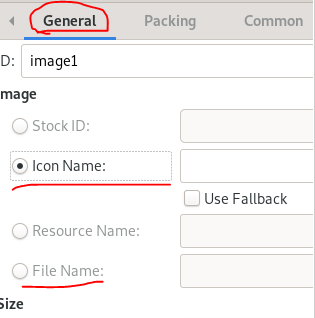 General Packing Common
D: image1
mage
Stock ID:
Icon Name:
Use Fallback
Resource Name:
File Name:
Size